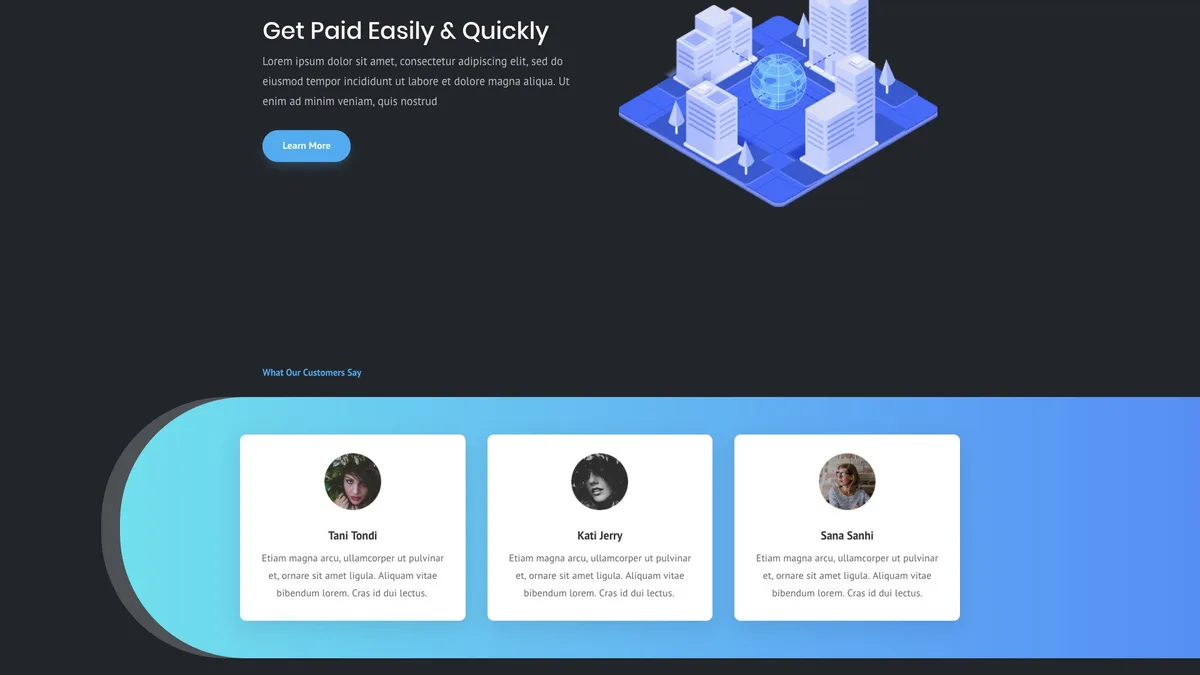 Get Paid Easily & Quickly
Lorem ipsum dolor sit amet, consectetur adipiscing elit, sed do
eiusmod tempor incididunt ut labore et dolore magna aliqua. Ut
enim ad minim veniam, quis nostrud
Learn More
What Our Customers Say
Tani Tondi
Etiam magna arcu, ullamcorper ut pulvinar
et, ornare sit amet ligula. Aliquam vitae
bibendum lorem. Cras id dui lectus.
Kati Jerry
Etiam magna arcu, ullamcorper ut pulvinar
et, ornare sit amet ligula. Aliquam vitae
bibendum lorem. Cras id dui lectus.
Sana Sanhi
Etiam magna arcu, ullamcorper ut pulvinar
et, ornare sit amet ligula. Aliquam vitae
bibendum lorem. Cras id dui lectus.